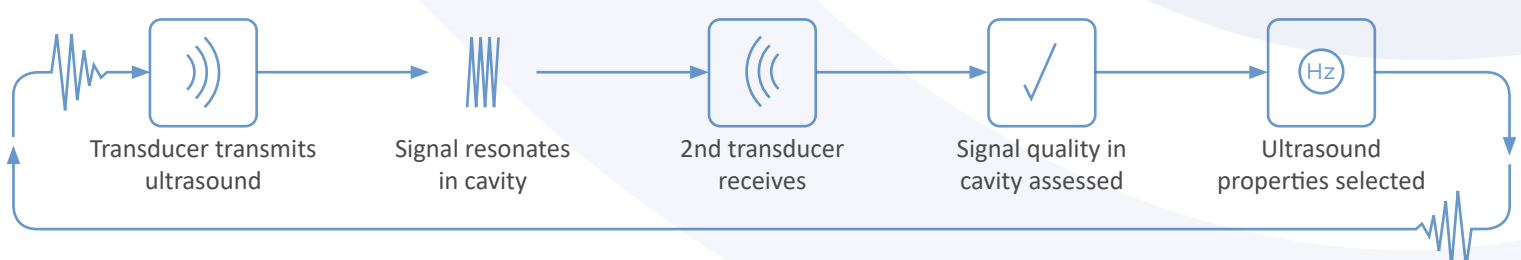 Hz
Transducer transmits
ultrasound
Signal resonates
in cavity
2nd transducer
receives
Signal quality in
cavity assessed
Ultrasound
properties selected